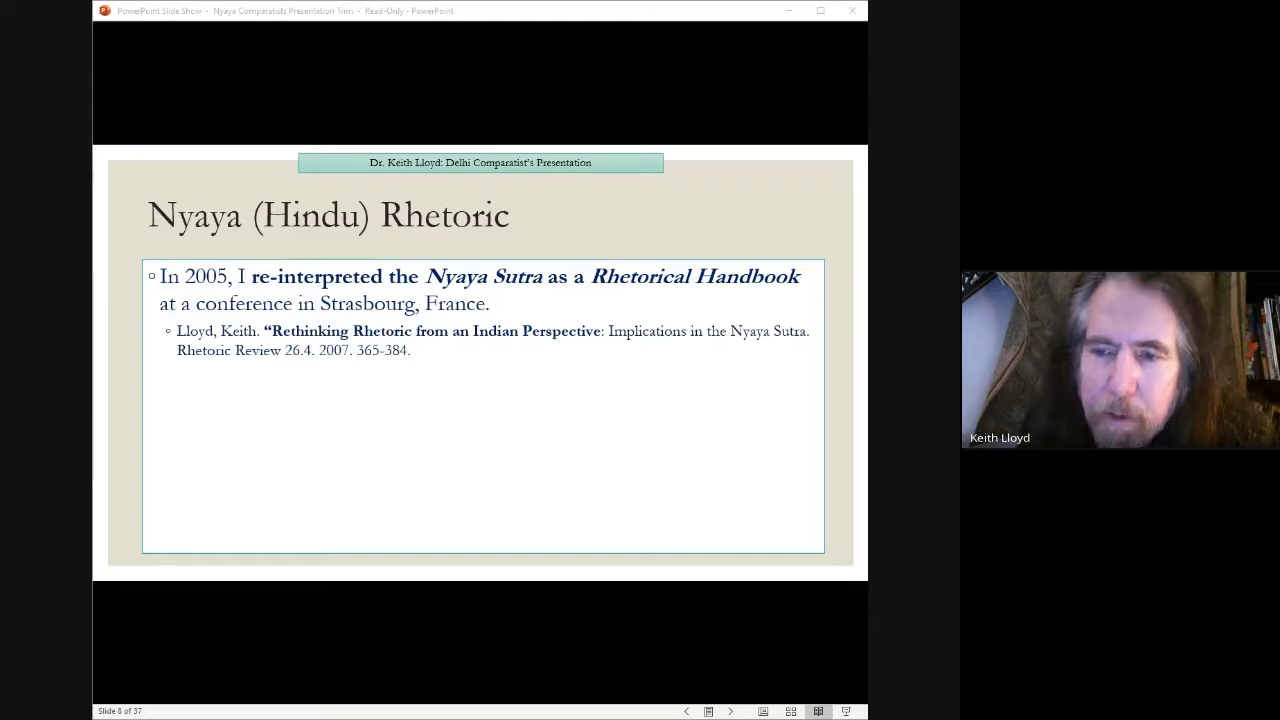 PowerPoint Slide Show - Nyaya Comparatists Presentation Tnm - Read-Only - PowerPoint
Dr. Keith Lloyd: Delhi Comparatist's Presentation
Nyaya (Hindu) Rhetoric
In 2005, I re-interpreted the Nyaya Sutra as a Rhetorical Handbook
at a conference in Strasbourg, France.
Lloyd, Keith. “Rethinking Rhetoric from an Indian Perspective: Implications in the Nyaya Sutra.
Rhetoric Review 26.4. 2007. 365-384.
Keith Lloyd
Slide 8 of 37